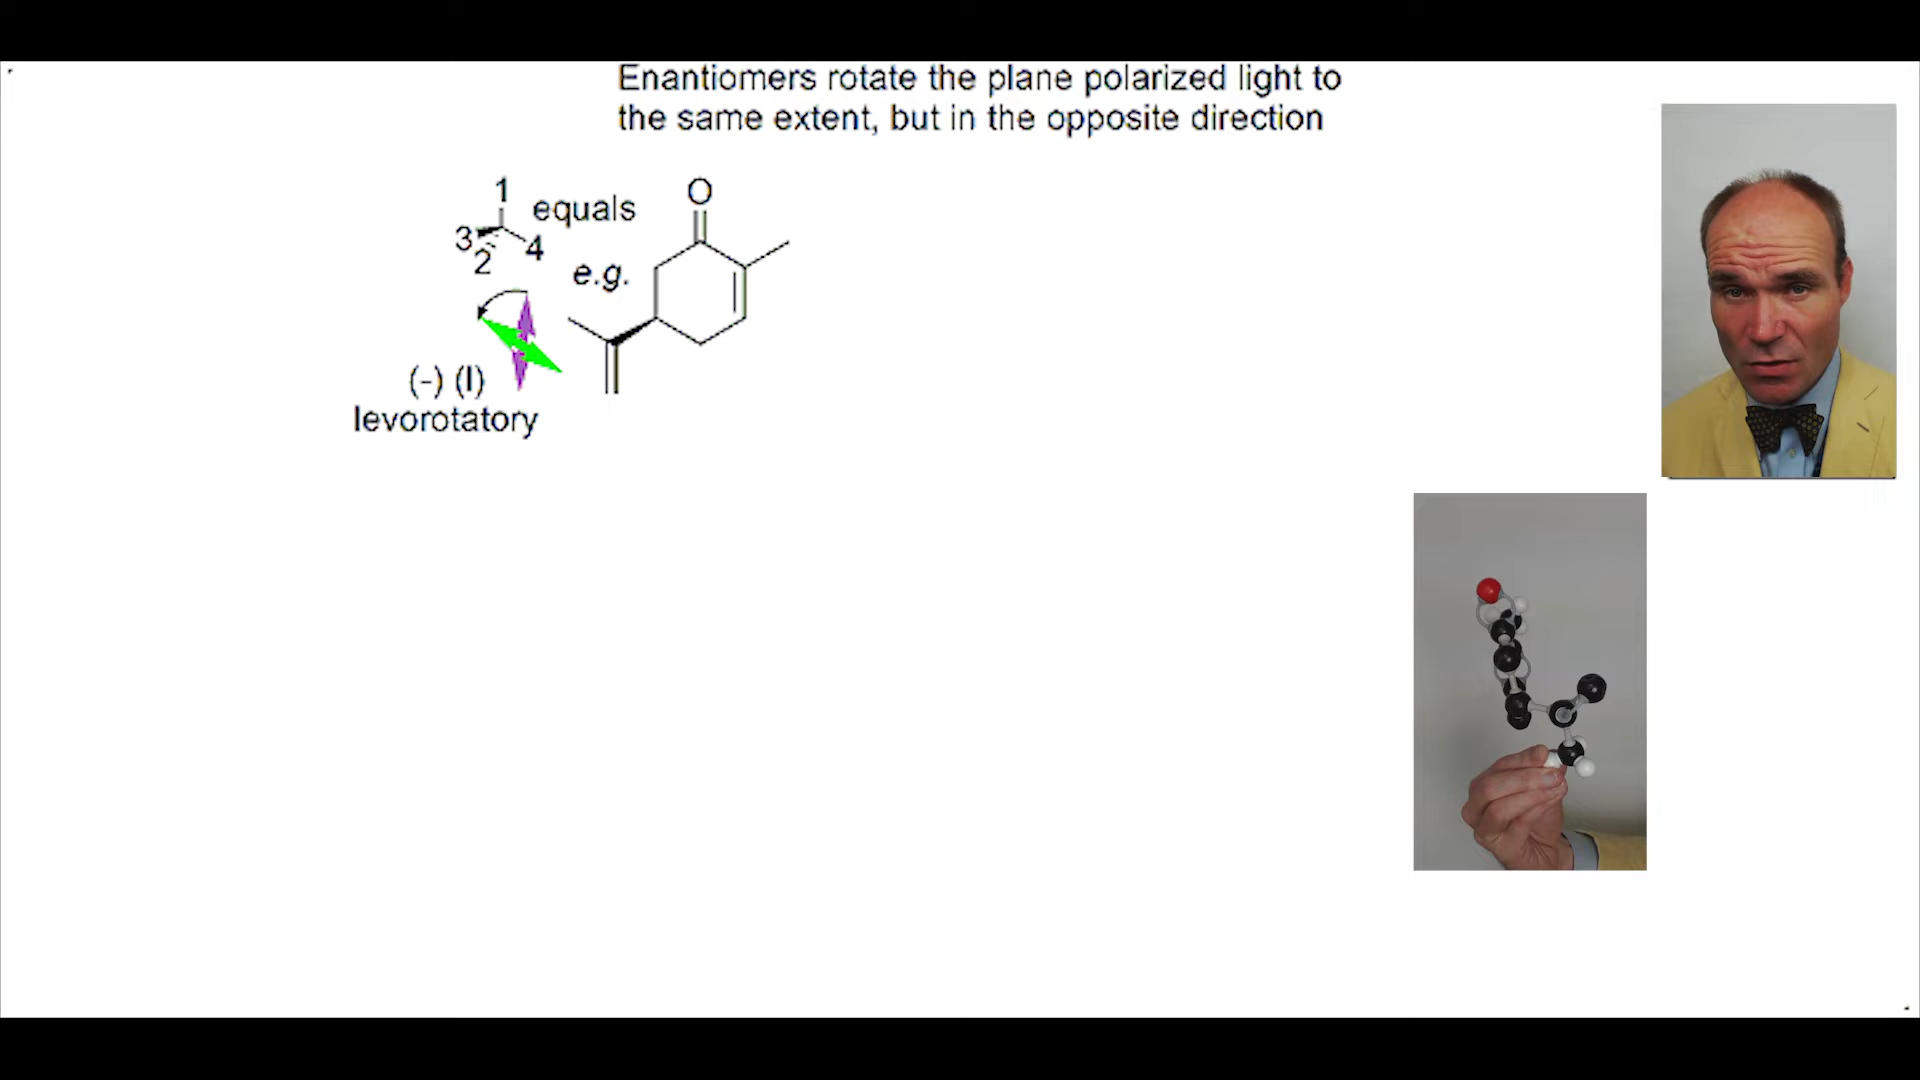 Enantiomers rotate the plane polarized light to
the same extent, but in the opposite direction
1
equals
O
3
2
4
e.g.
(-) (l)
levorotatory